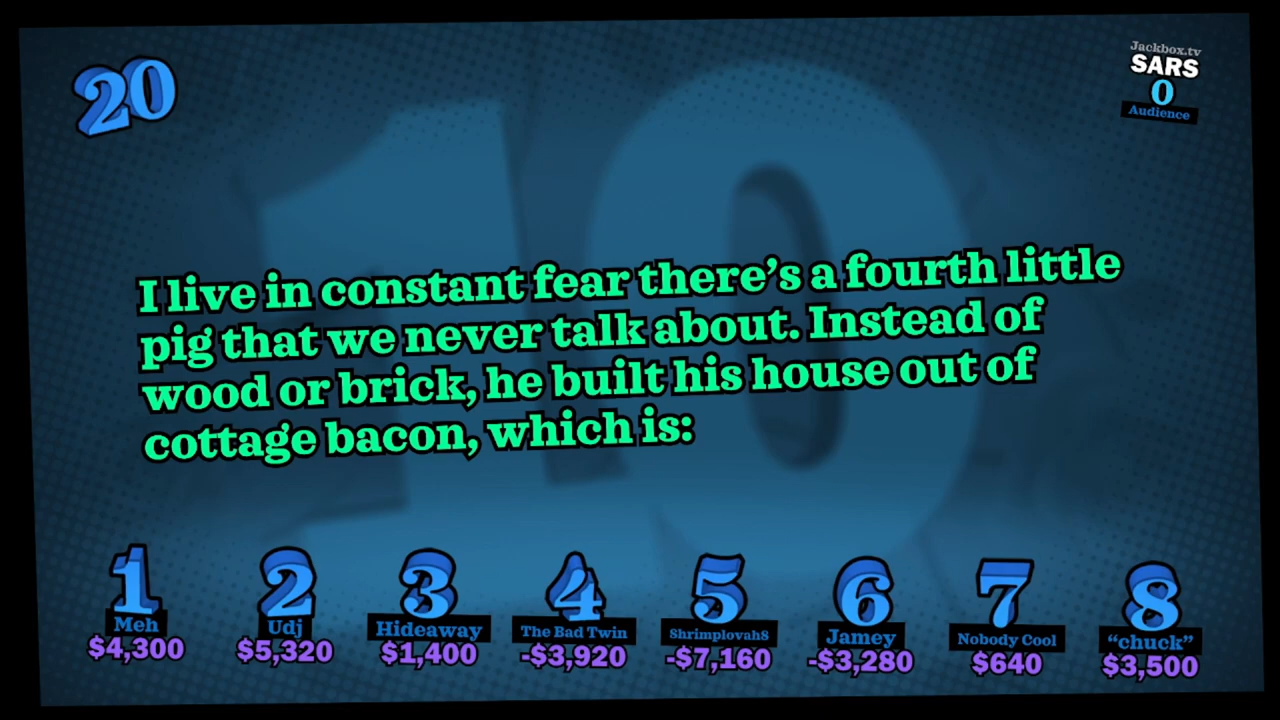 20
Jackbox.tv
SARS
0
Audience
I live in constant fear there's a fourth little
pig that we never talk about. Instead of
wood or brick, he built his house out of
cottage bacon, which is:
10
1 2 3 4 5 6 7 8
Meh Udj Hideaway The Bad Twin Shrimplovah8 Jamey Nobody Cool “chuck”
$4,300 $5,320 $1,400 -$3,920 -$7,160 -$3,280 $640 $3,500